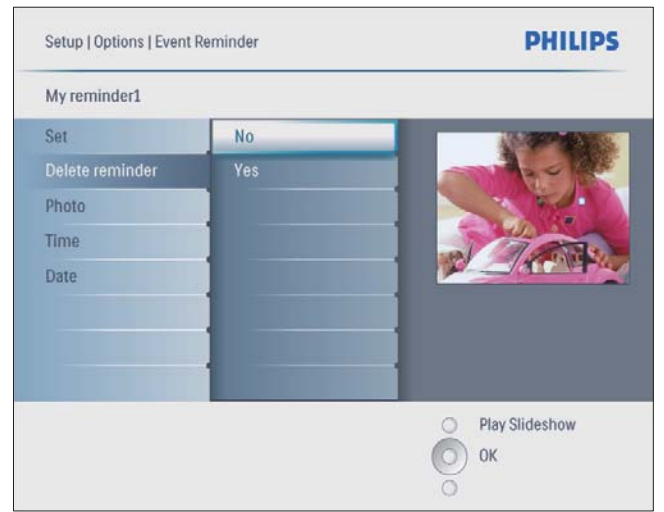 Setup | Options | Event Reminder
PHILIPS
My reminder1
Set
No
Delete reminder
Yes
Photo
Time
Date
Play Slideshow
OK